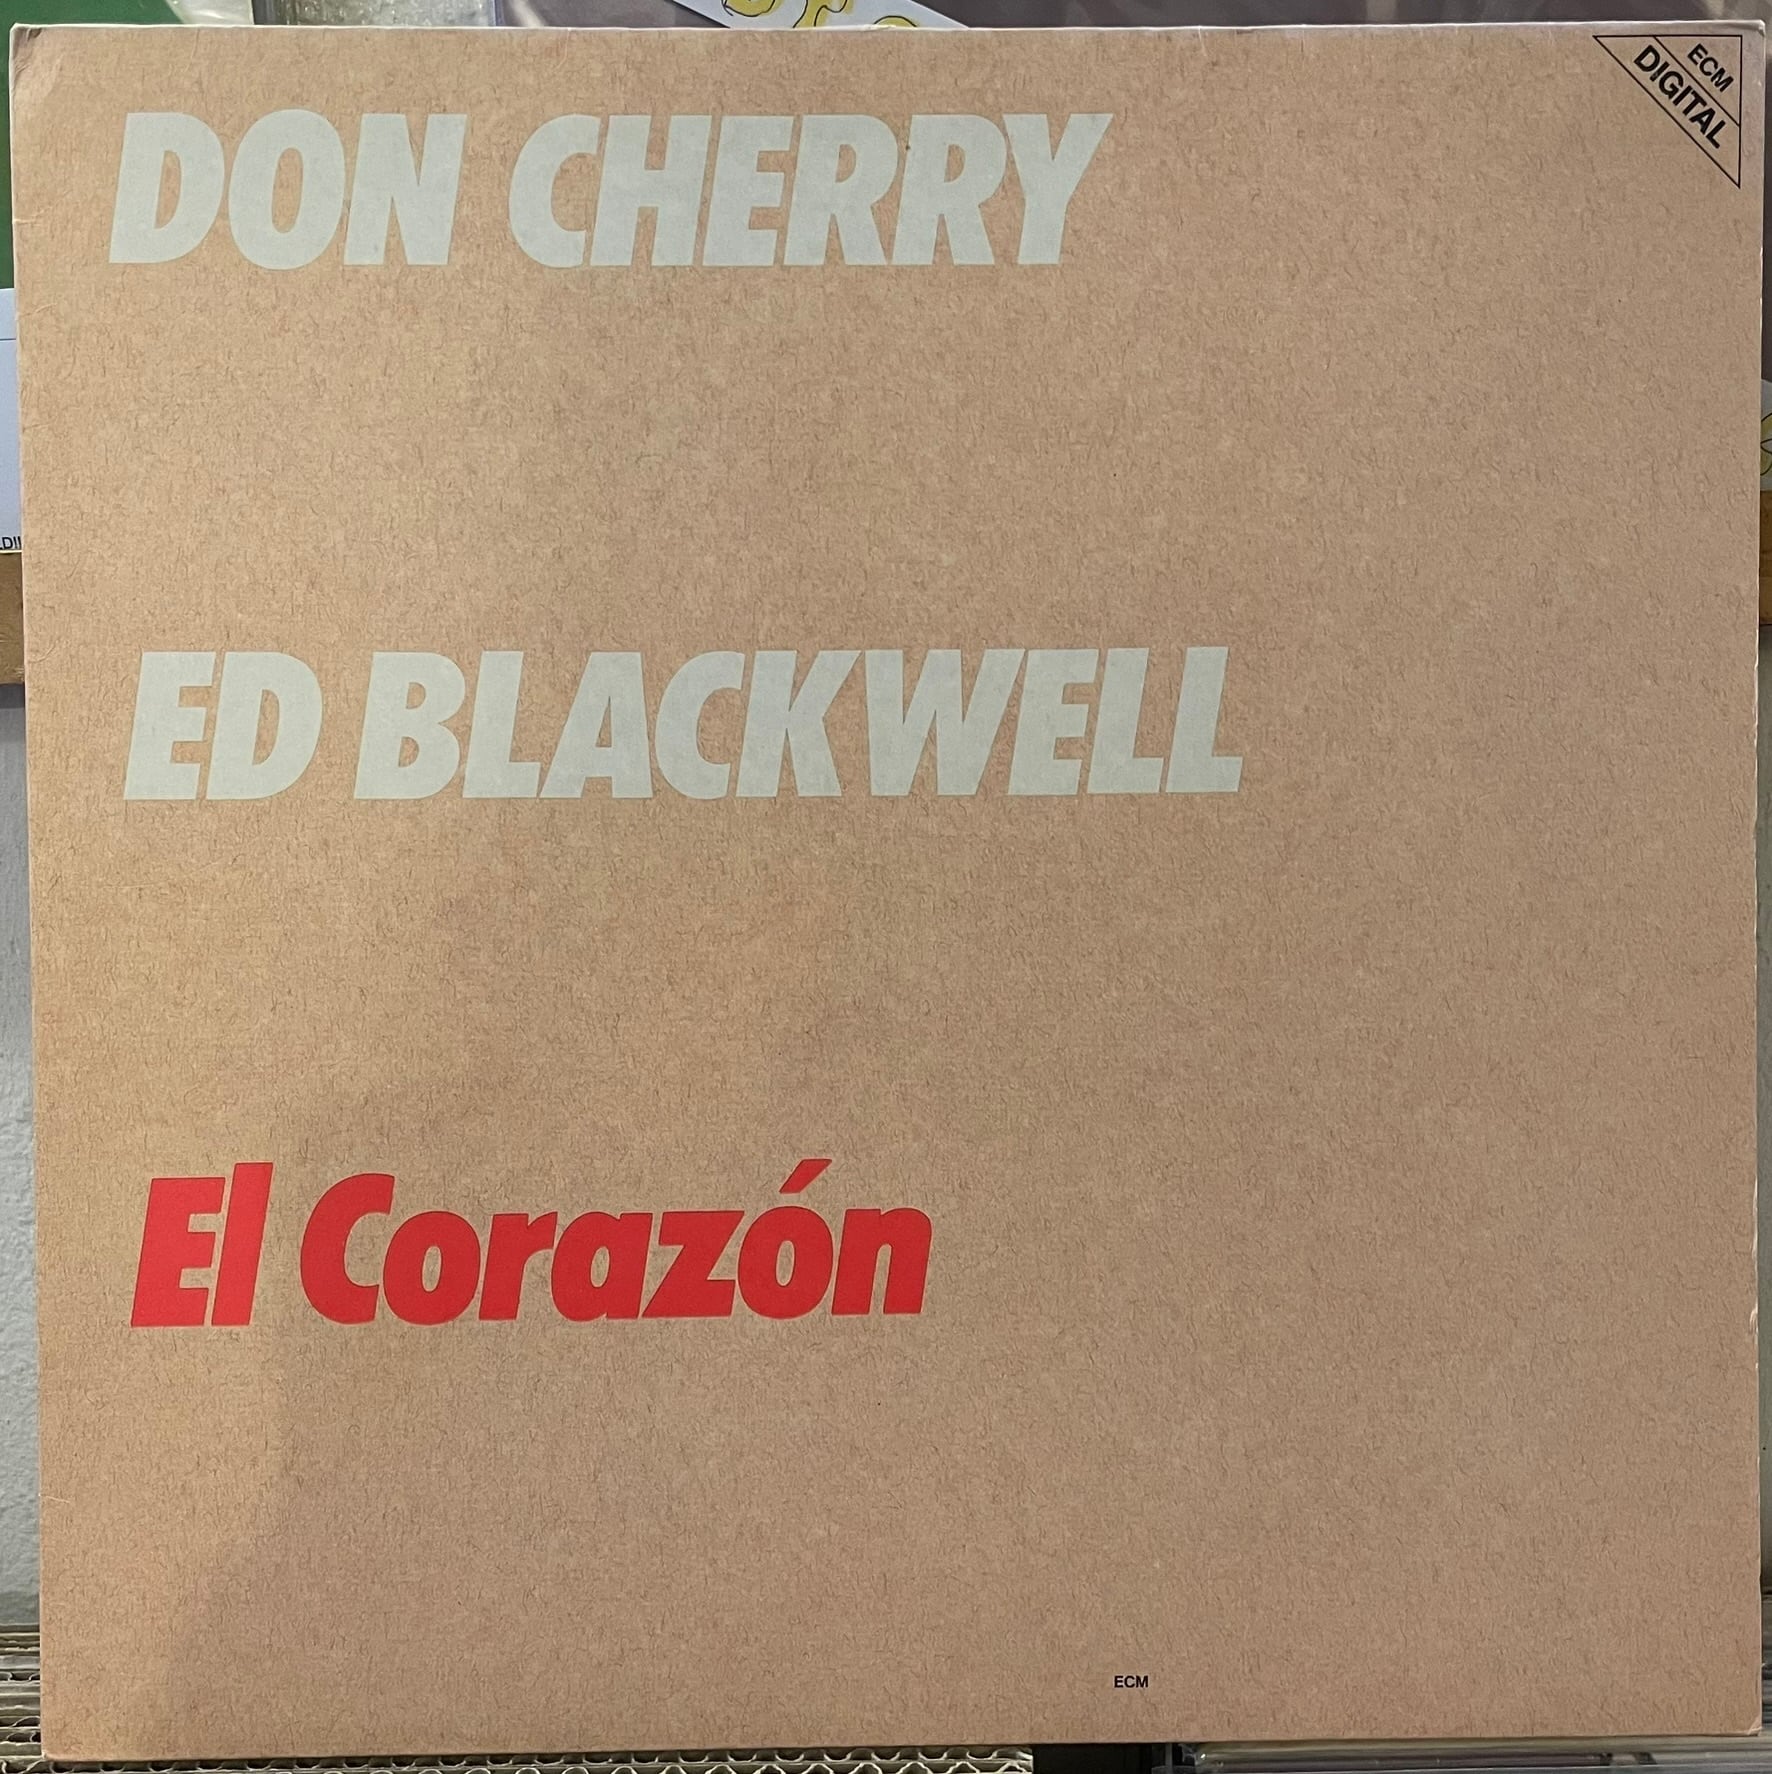 ECM
DIGITAL
DON CHERRY
ED BLACKWELL
El Corazón
ECM